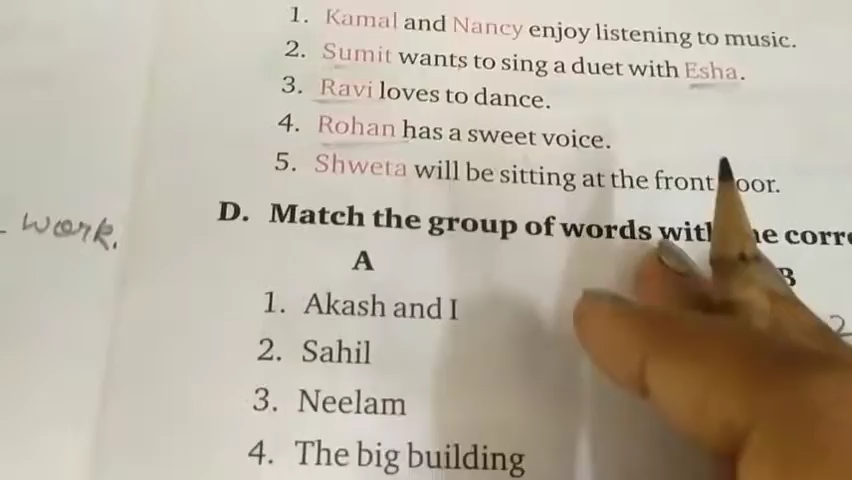 1. Kamal and Nancy enjoy listening to music.
2. Sumit wants to sing a duet with Esha.
3. Ravi loves to dance.
4. Rohan has a sweet voice.
5. Shweta will be sitting at the front
work.
D. Match the group of words
A
B
1. Akash and I
2
2. Sahil
3. Neelam
4. The big building